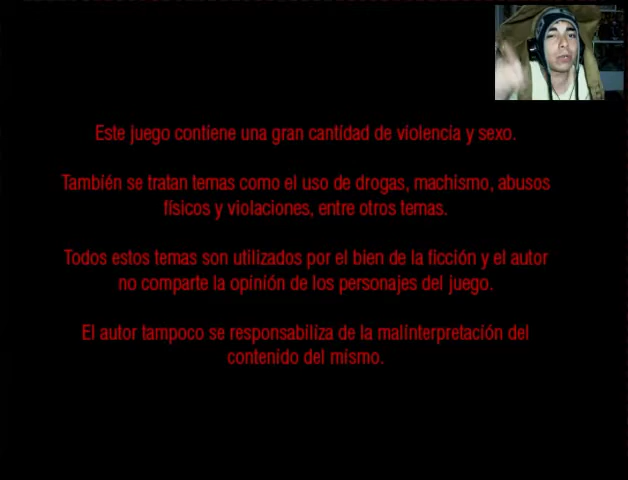 Este juego contiene una gran cantidad de violencia y sexo.
También se tratan temas como el uso de drogas, machismo, abusos
físicos y violaciones, entre otros temas.
Todos estos temas son utilizados por el bien de la ficción y el autor
no comparte la opinión de los personajes del juego.
El autor tampoco se responsabiliza de la malinterpretación del
contenido del mismo.